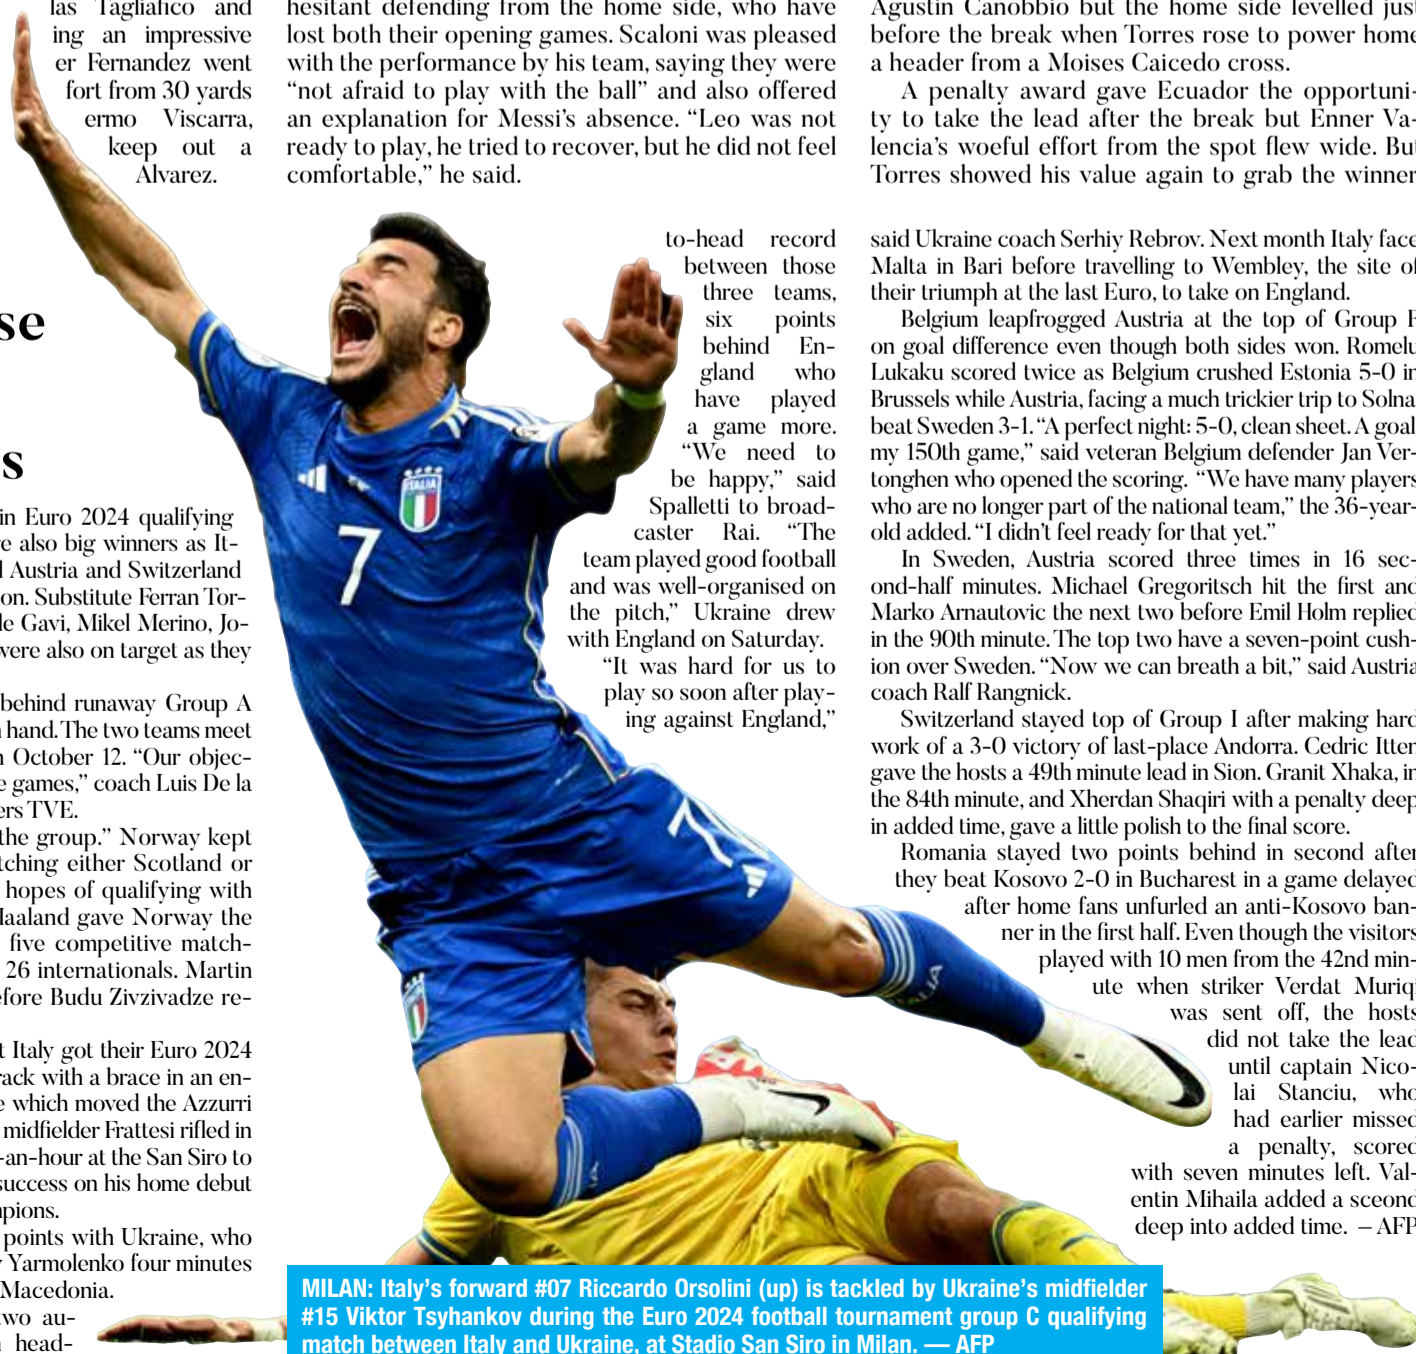 las Tagliafico and
ing an impressive
er Fernandez went
fort from 30 yards
ermo Viscarra,
keep out a
Alvarez.
hesitant defending from the home side, who have
lost both their opening games. Scaloni was pleased
with the performance by his team, saying they were
“not afraid to play with the ball” and also offered
an explanation for Messi’s absence. “Leo was not
ready to play, he tried to recover, but he did not feel
comfortable,” he said.
Agustin Canobbio but the home side levelled just
before the break when Torres rose to power home
a header from a Moises Caicedo cross.
A penalty award gave Ecuador the opportuni-
ty to take the lead after the break but Enner Va-
lencia’s woeful effort from the spot flew wide. But
Torres showed his value again to grab the winner
se
s
in Euro 2024 qualifying
re also big winners as It-
d Austria and Switzerland
on. Substitute Ferran Tor-
le Gavi, Mikel Merino, Jo-
were also on target as they
behind runaway Group A
n hand. The two teams meet
n October 12. “Our objec-
e games,” coach Luis De la
ers TVE.
the group.” Norway kept
tching either Scotland or
hopes of qualifying with
Haaland gave Norway the
five competitive match-
26 internationals. Martin
efore Budu Zivzivadze re-
t Italy got their Euro 2024
rack with a brace in an en-
e which moved the Azzurri
midfielder Frattesi rifled in
-an-hour at the San Siro to
success on his home debut
mpions.
points with Ukraine, who
y Yarmolenko four minutes
Macedonia.
two au-
head-
to-head record
between those
three teams,
six points
behind En-
gland who
have played
a game more.
“We need to
be happy,” said
Spalletti to broad-
caster Rai. “The
team played good football
and was well-organised on
the pitch,” Ukraine drew
with England on Saturday.
“It was hard for us to
play so soon after play-
ing against England,”
said Ukraine coach Serhiy Rebrov. Next month Italy face
Malta in Bari before travelling to Wembley, the site of
their triumph at the last Euro, to take on England.
Belgium leapfrogged Austria at the top of Group F
on goal difference even though both sides won. Romelu
Lukaku scored twice as Belgium crushed Estonia 5-0 in
Brussels while Austria, facing a much trickier trip to Solna
beat Sweden 3-1. “A perfect night: 5-0, clean sheet. A goal
my 150th game,” said veteran Belgium defender Jan Ver-
tonghen who opened the scoring. “We have many players
who are no longer part of the national team,” the 36-year-
old added. “I didn’t feel ready for that yet.”
In Sweden, Austria scored three times in 16 sec-
ond-half minutes. Michael Gregoritsch hit the first and
Marko Arnautovic the next two before Emil Holm replied
in the 90th minute. The top two have a seven-point cush-
ion over Sweden. “Now we can breath a bit,” said Austria
coach Ralf Rangnick.
Switzerland stayed top of Group I after making hard
work of a 3-0 victory of last-place Andorra. Cedric Itten
gave the hosts a 49th minute lead in Sion. Granit Xhaka, in
the 84th minute, and Xherdan Shaqiri with a penalty deep
in added time, gave a little polish to the final score.
Romania stayed two points behind in second after
they beat Kosovo 2-0 in Bucharest in a game delayed
after home fans unfurled an anti-Kosovo ban-
ner in the first half. Even though the visitors
played with 10 men from the 42nd min-
ute when striker Verdat Muriqi
was sent off, the hosts
did not take the lead
until captain Nico-
lai Stanciu, who
had earlier missed
a penalty, scored
with seven minutes left. Val-
entin Mihaila added a sceond
deep into added time. – AFP
ITALIA
7
7
MILAN: Italy’s forward #07 Riccardo Orsolini (up) is tackled by Ukraine’s midfielder
#15 Viktor Tsyhankov during the Euro 2024 football tournament group C qualifying
match between Italy and Ukraine, at Stadio San Siro in Milan. — AFP